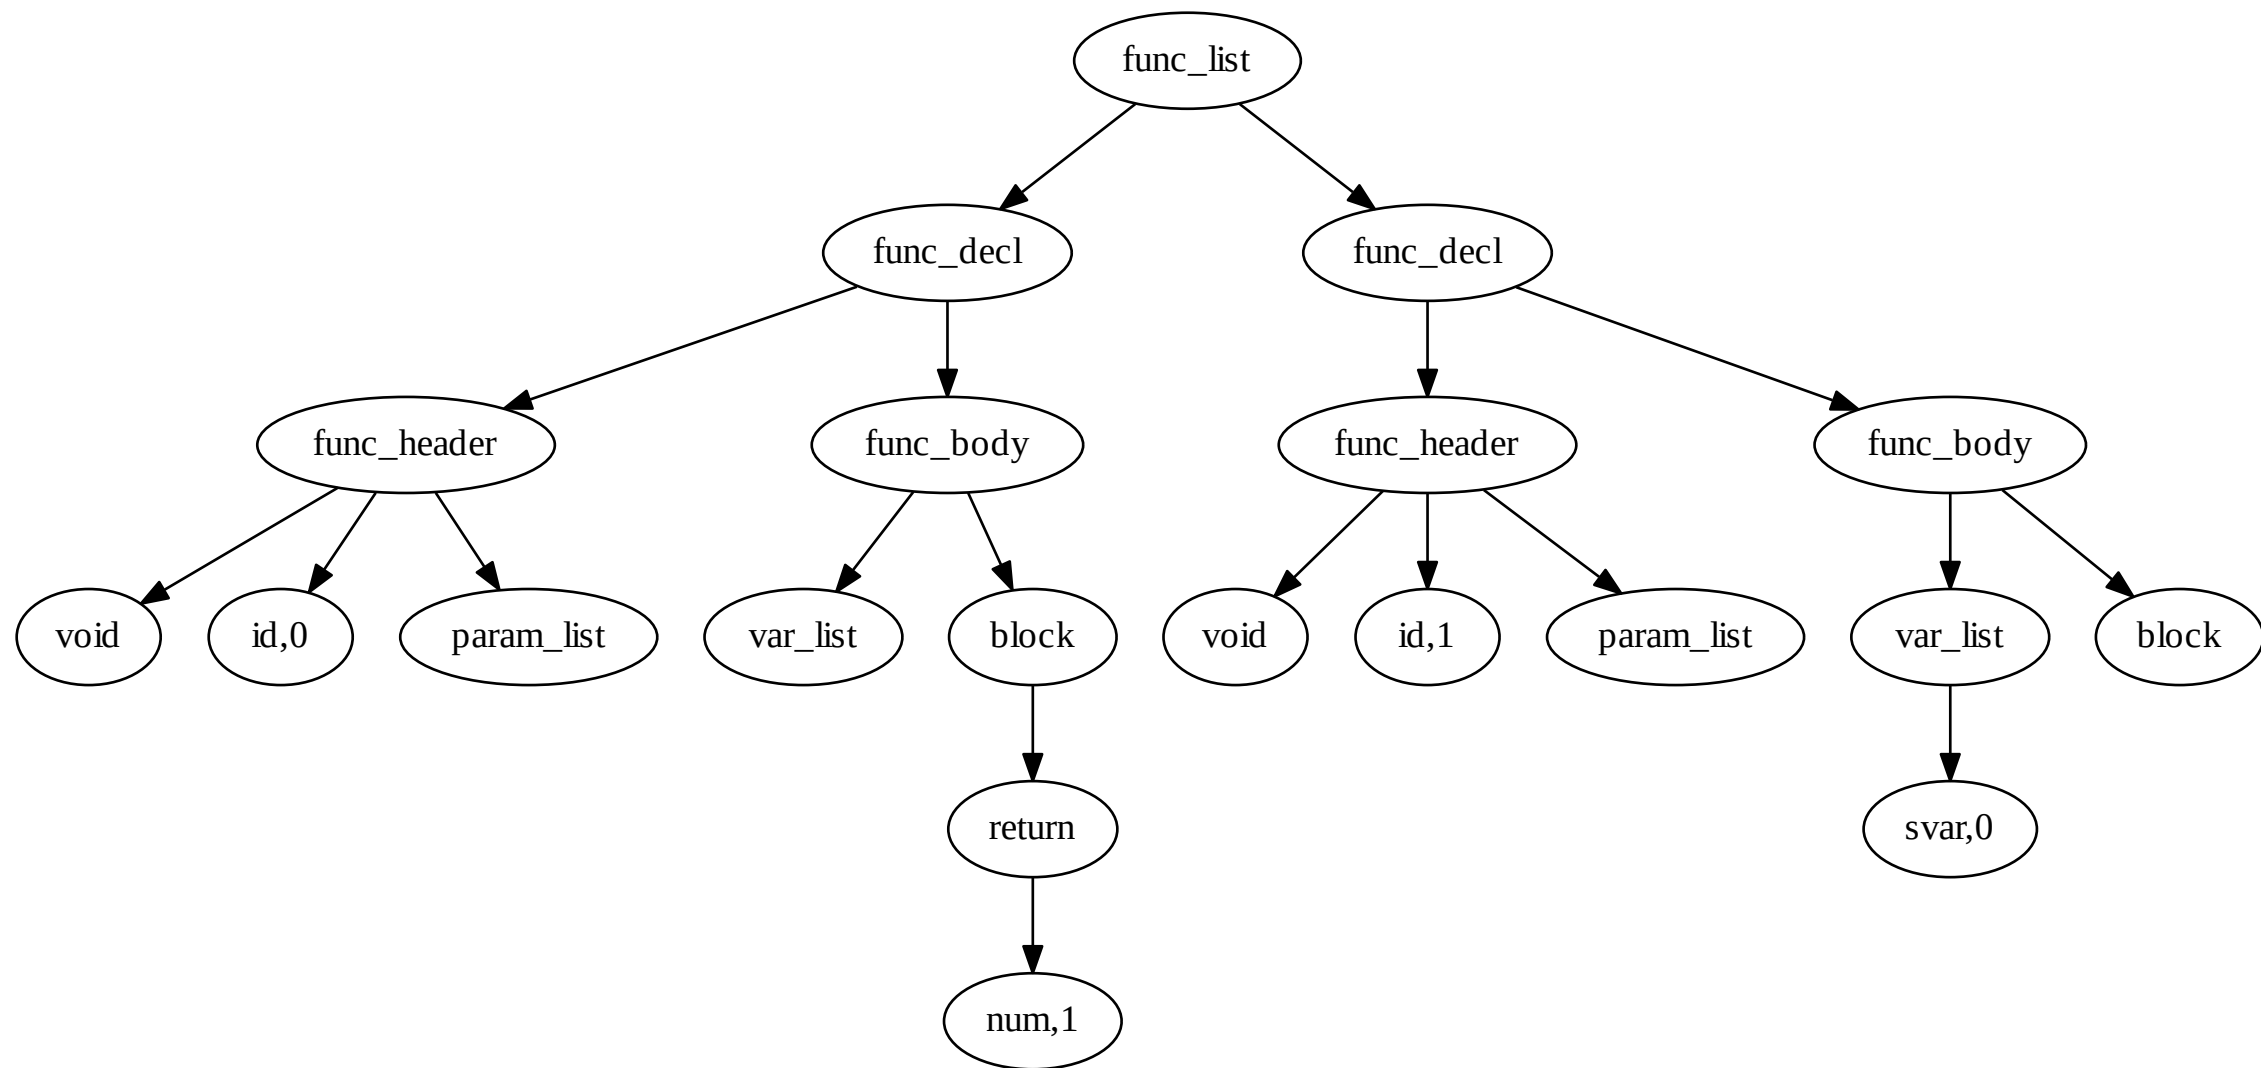 func_list
func_decl
func_decl
func_header
func_body
func_header
func_body
void
id,0
param_list
var_list
block
void
id,1
param_list
var_list
block
return
svar,0
num,1